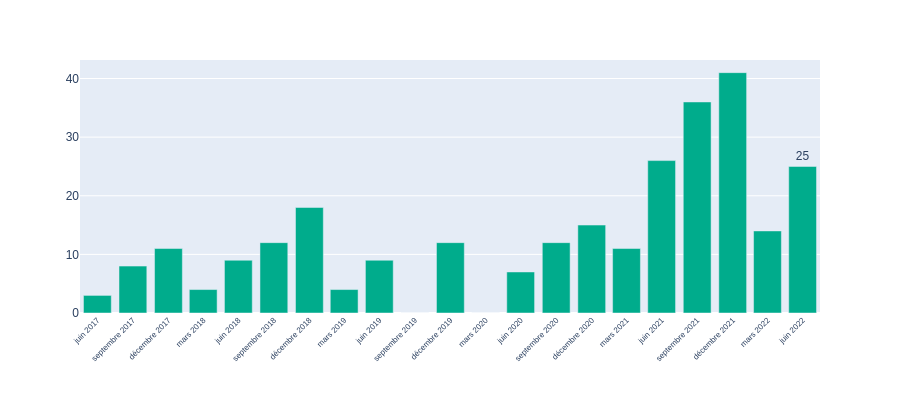 40
30
20
10
0
25
juin 2017
septembre 2017
décembre 2017
mars 2018
juin 2018
septembre 2018
décembre 2018
mars 2019
juin 2019
septembre 2019
décembre 2019
mars 2020
juin 2020
septembre 2020
décembre 2020
mars 2021
juin 2021
septembre 2021
décembre 2021
mars 2022
juin 2022